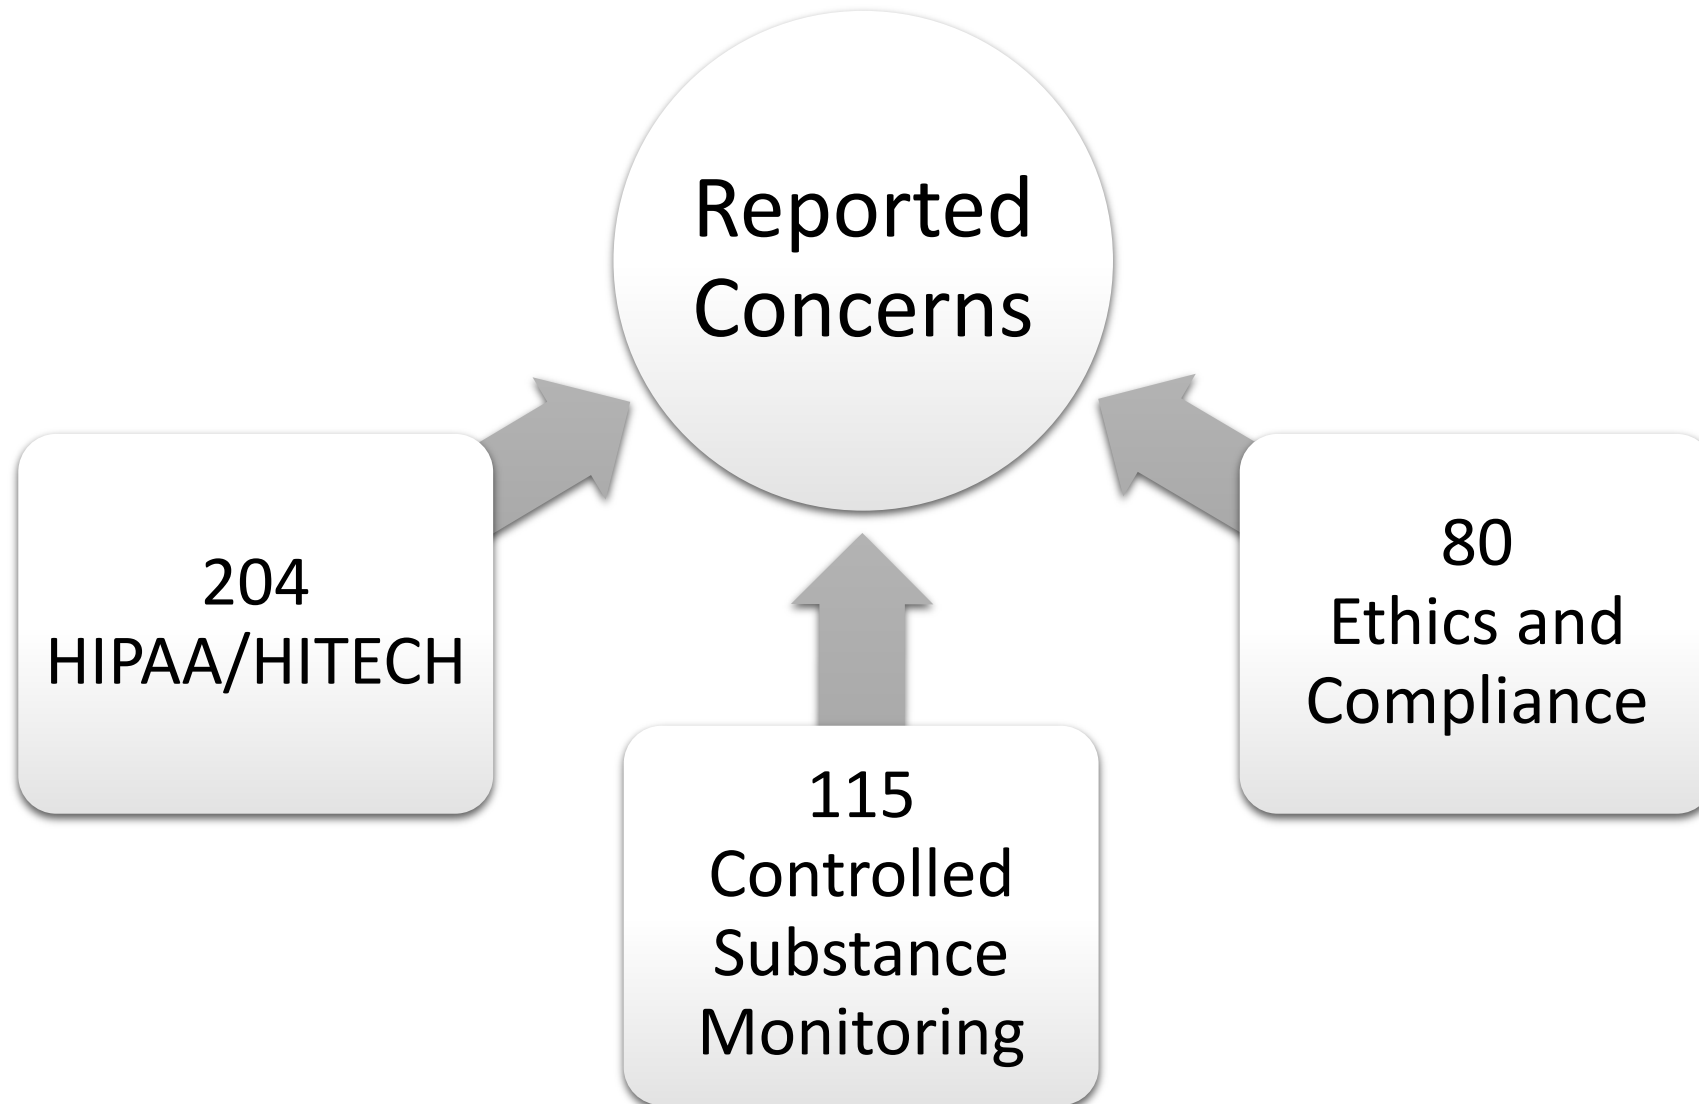 Reported
Concerns
204
HIPAA/HITECH
115
Controlled
Substance
Monitoring
80
Ethics and
Compliance